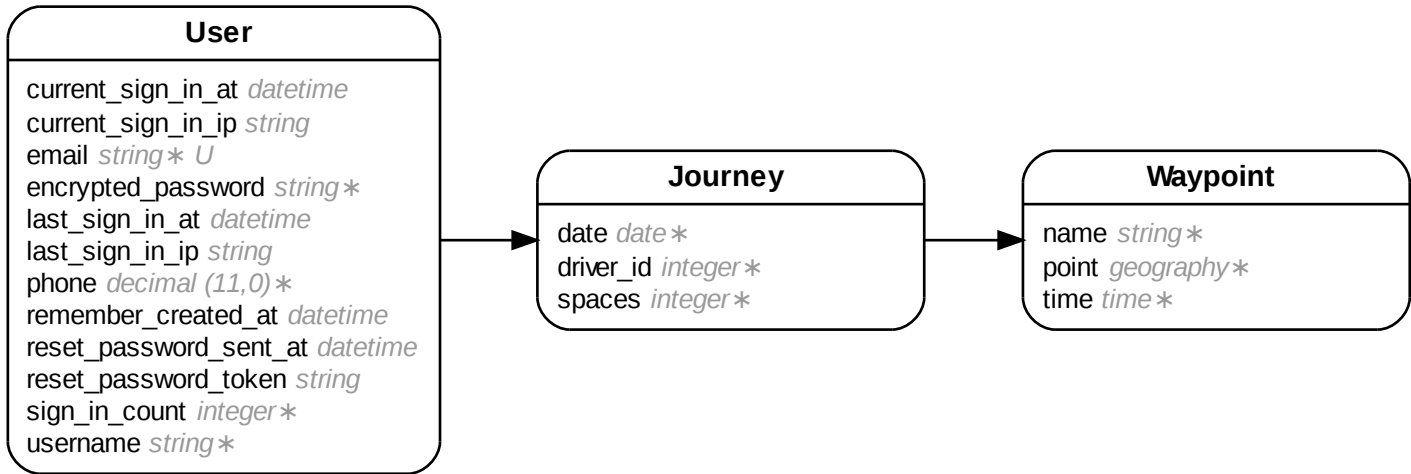 User
current_sign_in_at datetime
current_sign_in_ip string
email string∗ U
encrypted_password string∗
last_sign_in_at datetime
last_sign_in_ip string
phone decimal (11,0)∗
remember_created_at datetime
reset_password_sent_at datetime
reset_password_token string
sign_in_count integer∗
username string∗
Journey
date date∗
driver_id integer∗
spaces integer∗
Waypoint
name string∗
point geography∗
time time∗